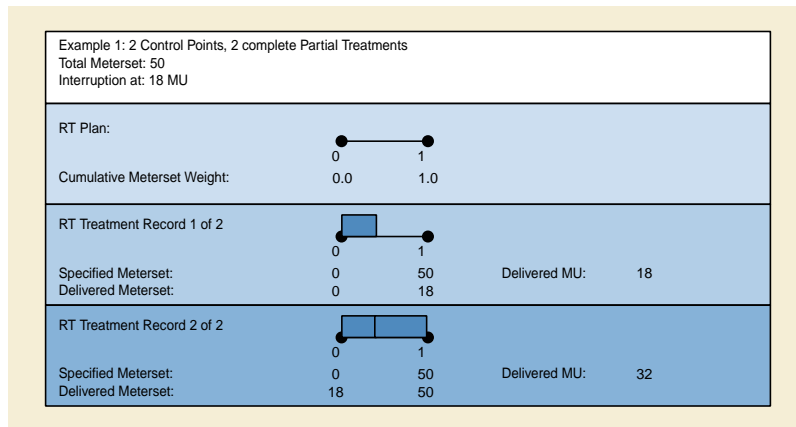 Example 1: 2 Control Points, 2 complete Partial Treatments
Total Meterset: 50
Interruption at: 18 MU
RT Plan:
0 1
Cumulative Meterset Weight: 0.0 1.0
RT Treatment Record 1 of 2
0 1
Specified Meterset: 0 50 Delivered MU: 18
Delivered Meterset: 0 18
RT Treatment Record 2 of 2
0 1
Specified Meterset: 0 50 Delivered MU: 32
Delivered Meterset: 18 50